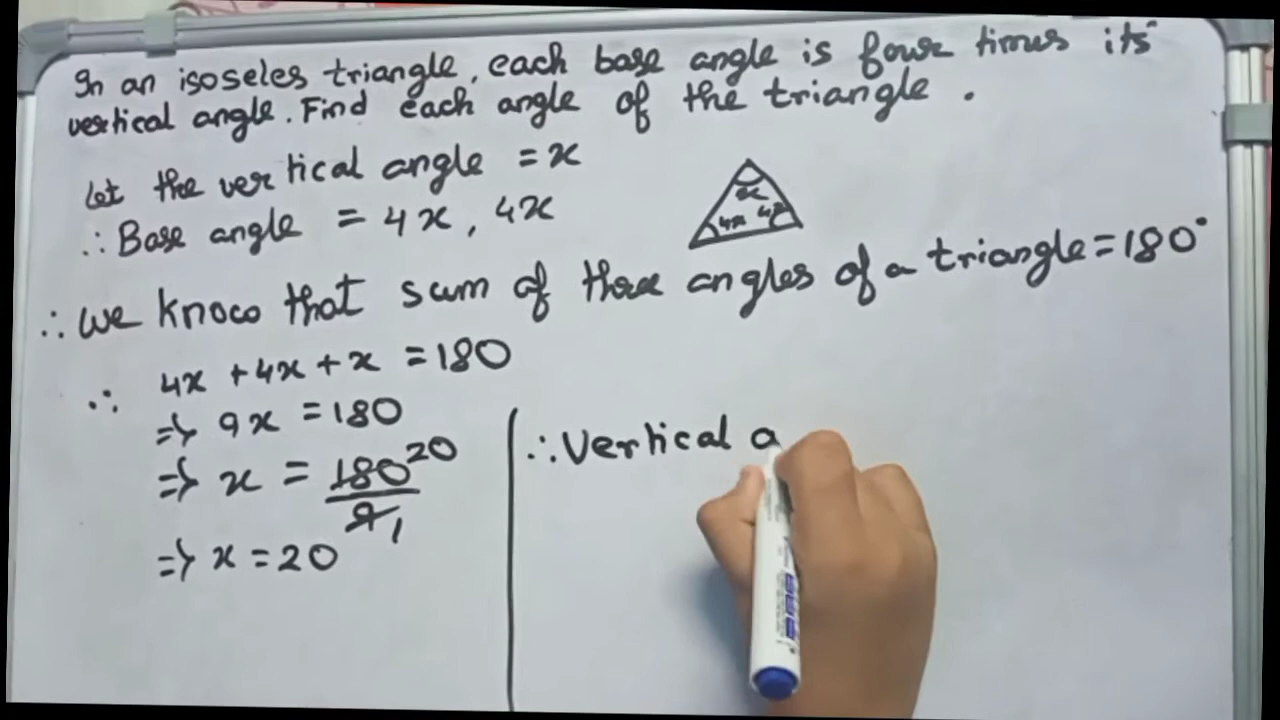 In an isoseles triangle, each base angle is four times its
vertical angle. Find each angle of the triangle.
Let the vertical angle = x
∴ Base angle = 4x, 4x
x
4x 4x
∴ We know that sum of three angles of a triangle = 180°
∴ 4x + 4x + x = 180
⇒ 9x = 180
⇒ x = 180/9 20 1
⇒ x = 20
∴ Vertical a